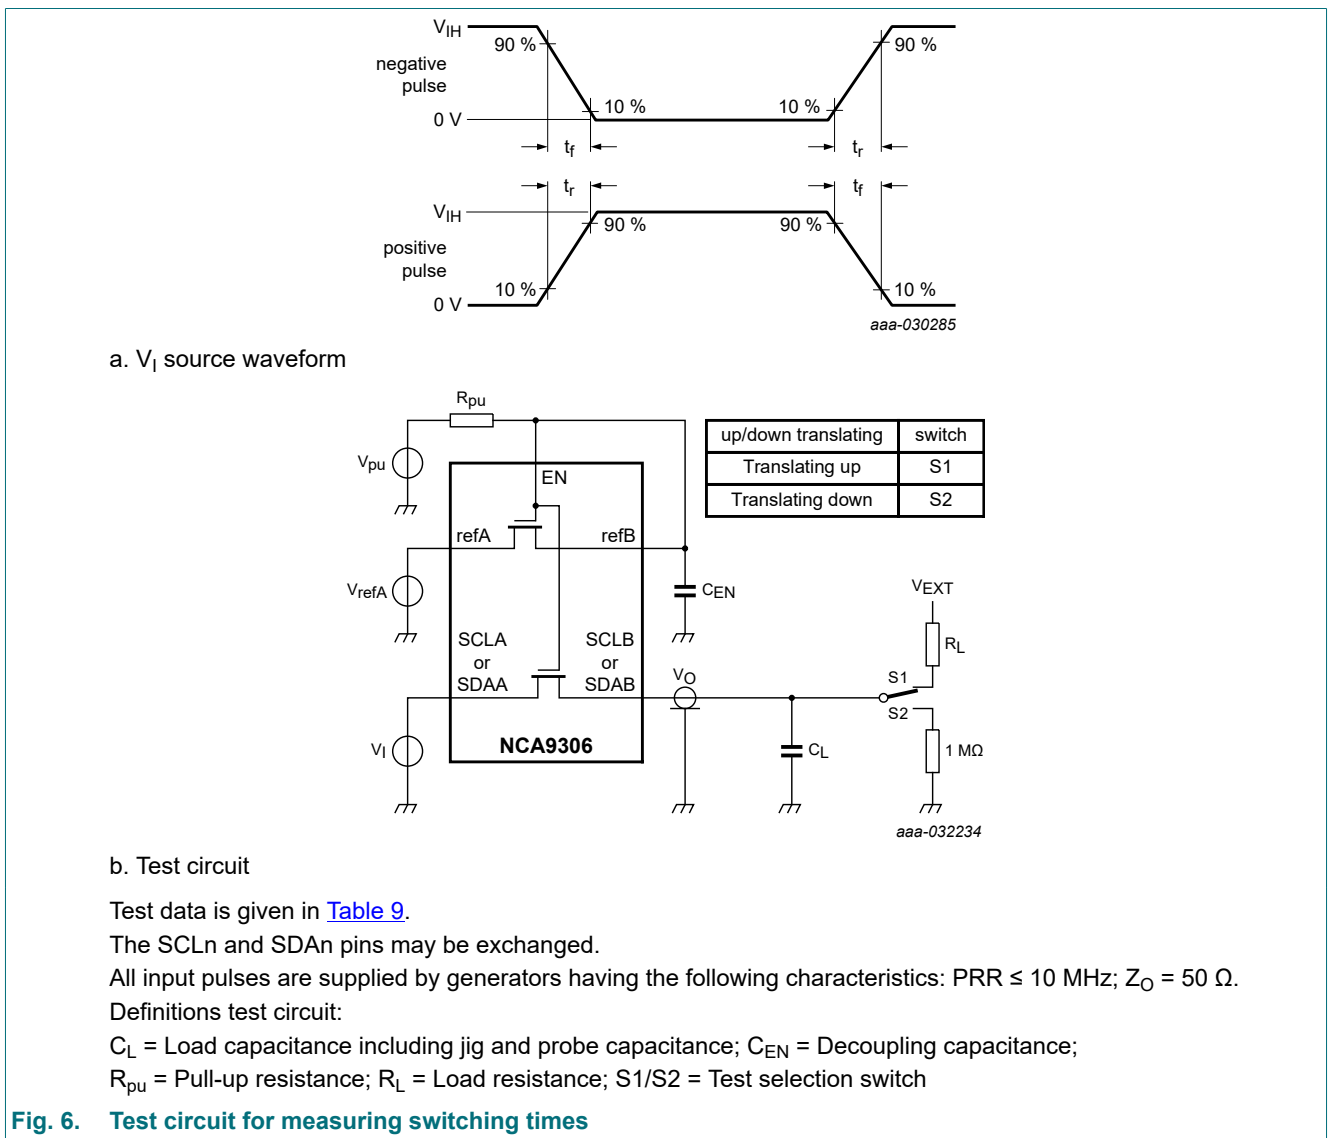 VIH
90 %
90 %
negative
pulse
10 %
10 %
0 V
tf
tr
tr
tf
VIH
90 %
90 %
positive
pulse
10 %
10 %
0 V
aaa-030285
a. VI source waveform
Rpu
up/down translating switch
Translating up S1
Translating down S2
Vpu
EN
refA
refB
VrefA
CEN
VEXT
RL
SCLA
or
SDAA
SCLB
or
SDAB
VO
S1
S2
VI
NCA9306
CL
1 MΩ
aaa-032234
b. Test circuit
Test data is given in Table 9.
The SCLn and SDAn pins may be exchanged.
All input pulses are supplied by generators having the following characteristics: PRR ≤ 10 MHz; ZO = 50 Ω.
Definitions test circuit:
CL = Load capacitance including jig and probe capacitance; CEN = Decoupling capacitance;
Rpu = Pull-up resistance; RL = Load resistance; S1/S2 = Test selection switch
Fig. 6. Test circuit for measuring switching times